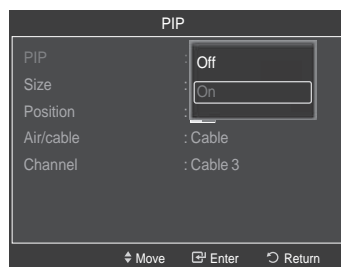 PIP
PIP : Off
Size : On
Position :
Air/cable : Cable
Channel : Cable 3
Move Enter Return